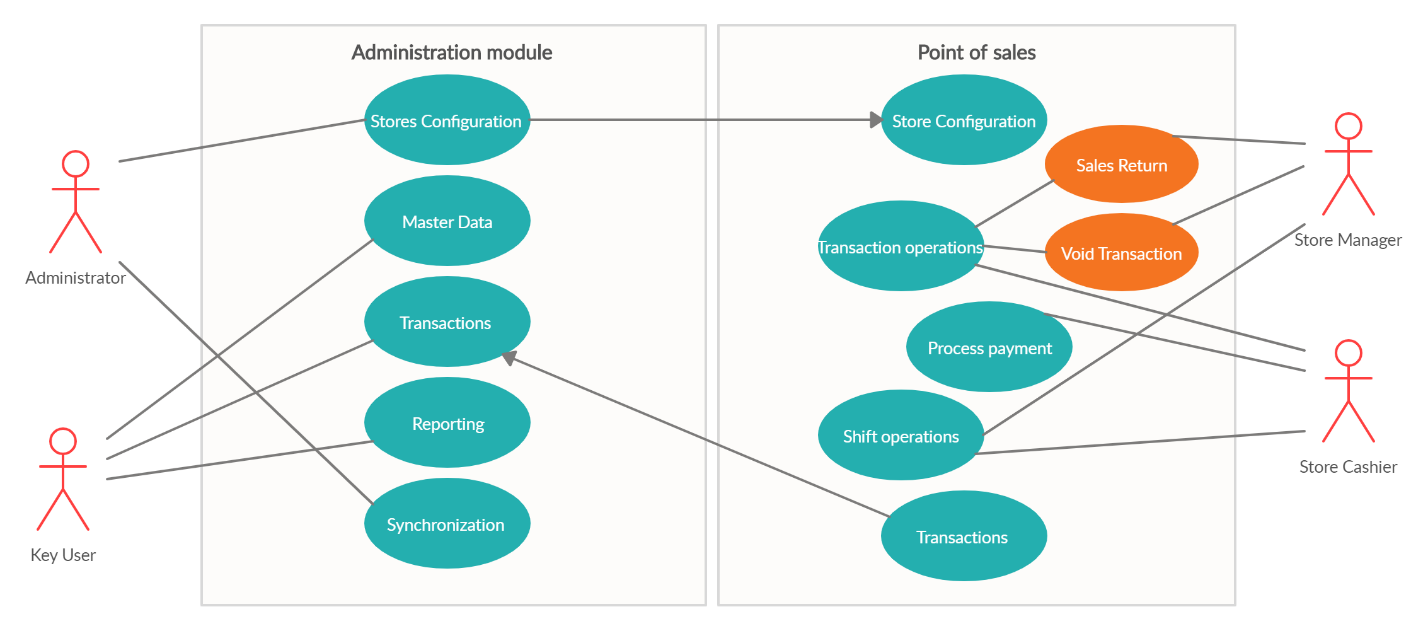 Administration module
Point of sales
Stores Configuration
Store Configuration
Sales Return
Master Data
Transaction operations
Void Transaction
Store Manager
Administrator
Transactions
Process payment
Reporting
Shift operations
Store Cashier
Synchronization
Transactions
Key User